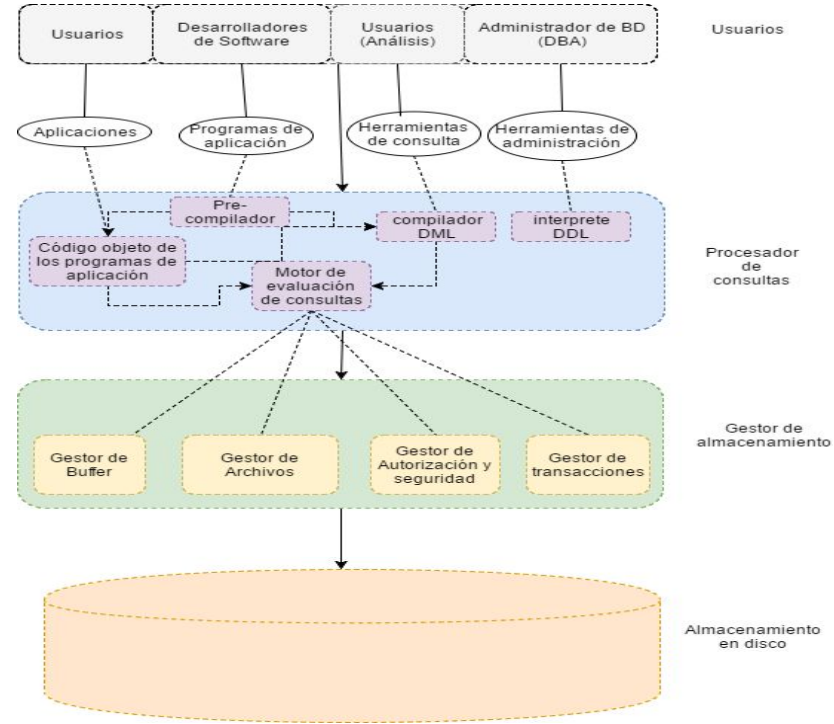 Usuarios
Desarrolladores
de Software
Usuarios
(Análisis)
Administrador de BD
(DBA)
Usuarios
Aplicaciones
Programas de
aplicación
Herramientas
de consulta
Herramientas de
administración
Pre-
compilador
compilador
DML
interprete
DDL
Código objeto de
los programas de
aplicación
Motor de
evaluación
de consultas
Procesador
de
consultas
Gestor de
Buffer
Gestor de
Archivos
Gestor de
Autorización y
seguridad
Gestor de
transacciones
Gestor de
almacenamiento
Almacenamiento
en disco